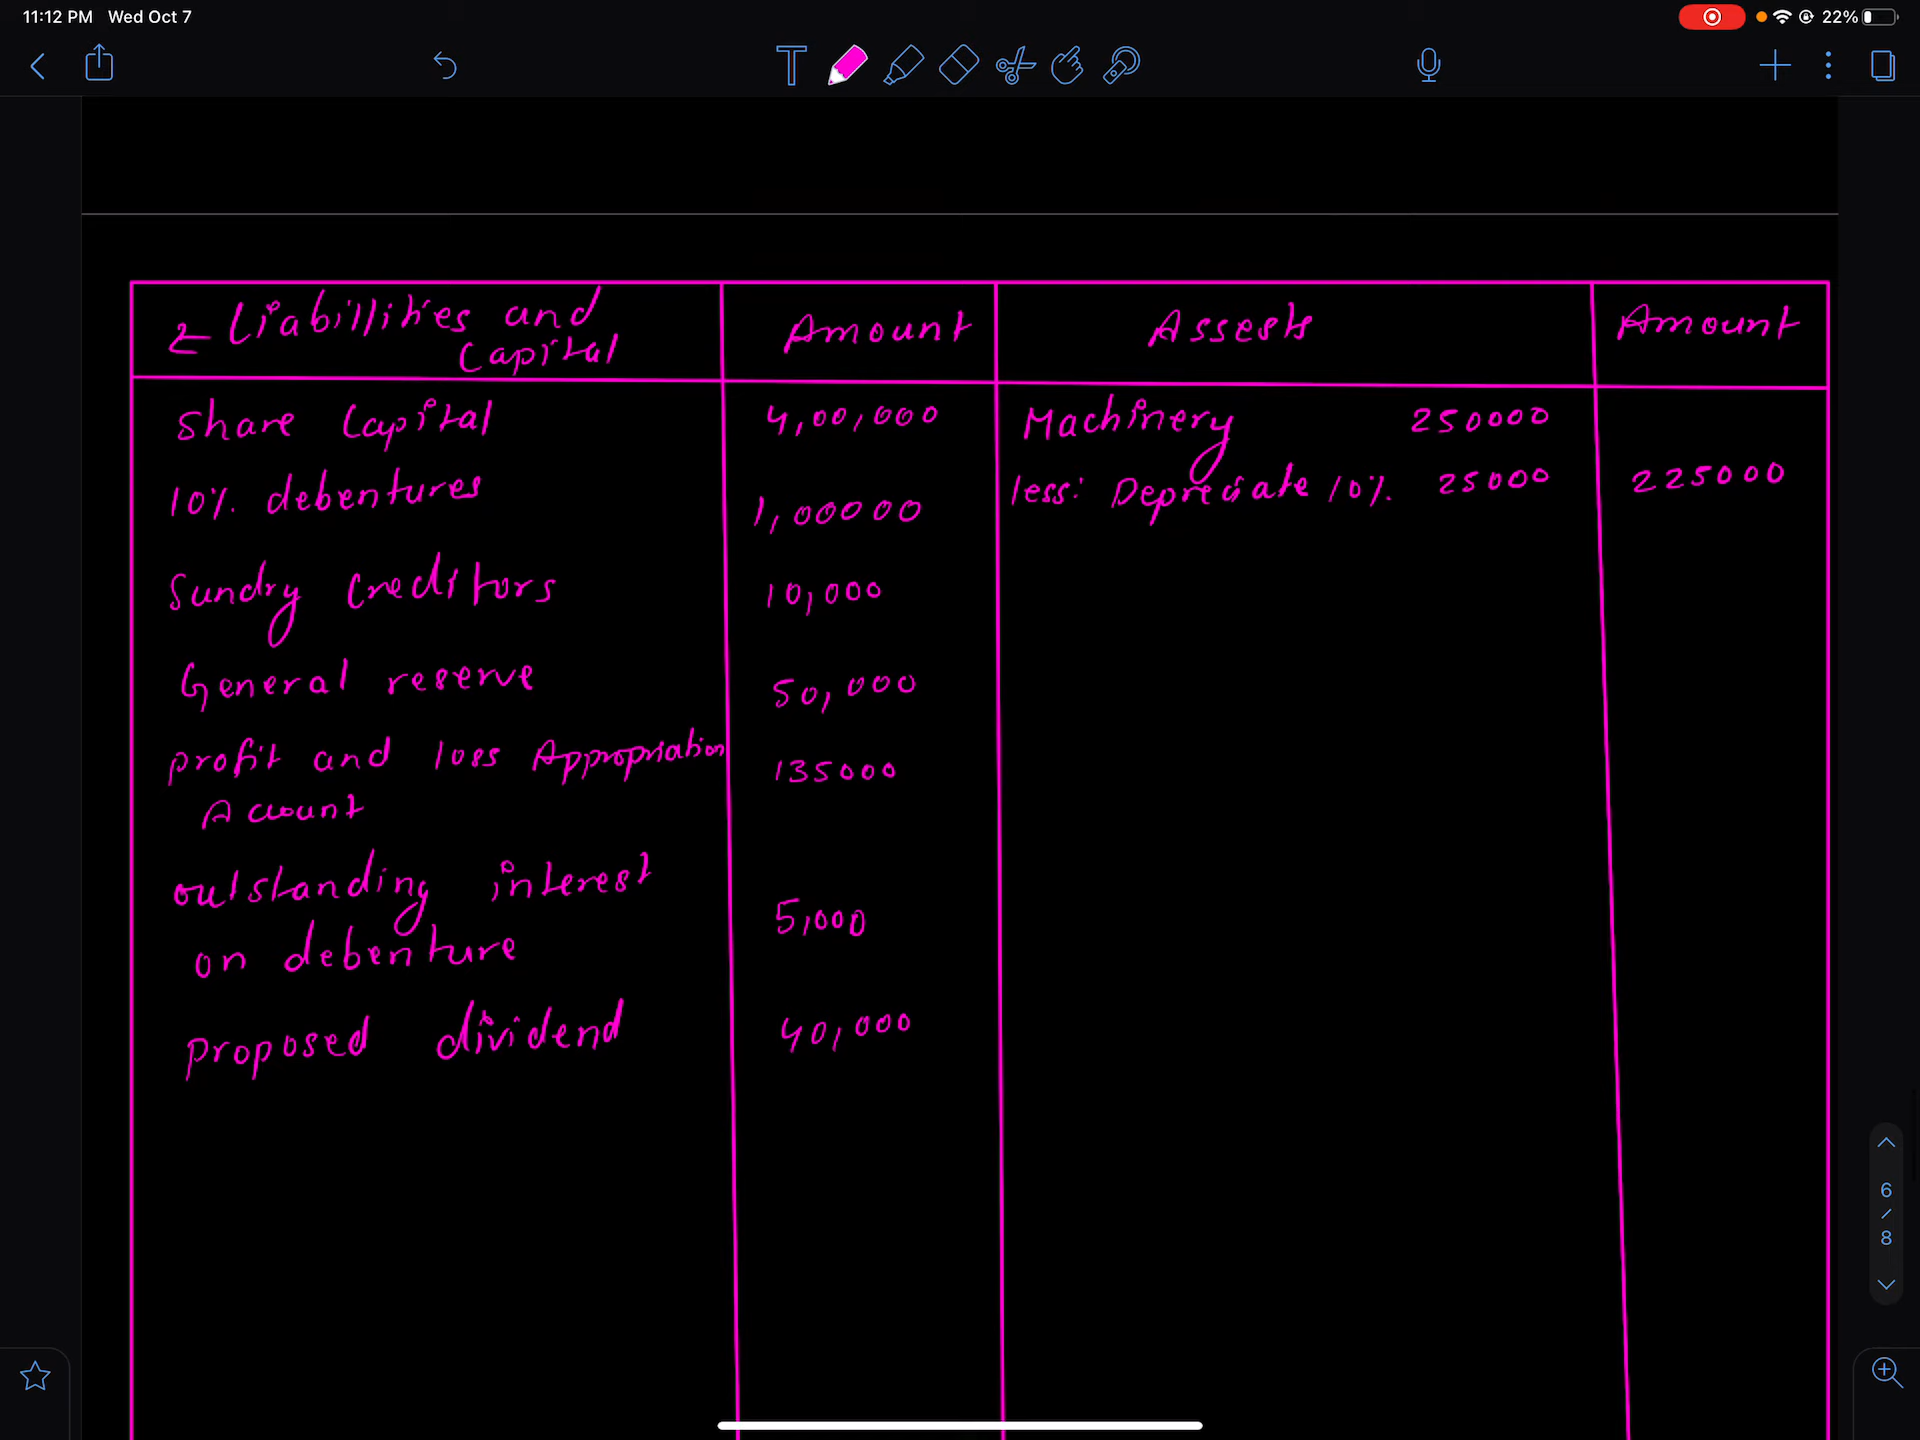 11:12 PM Wed Oct 7
22%
Liabillities and
Capital
Amount
Assests
Amount
Share Capital 4,00,000
Machinery 250000
10% debentures 1,00000
less: Depreciate 10% 25000 225000
Sundry Creditors 10,000
General reserve 50,000
profit and loss Appropriation 135000
Account
outstanding interest
on debenture 5,000
proposed dividend 40,000
6
/
8